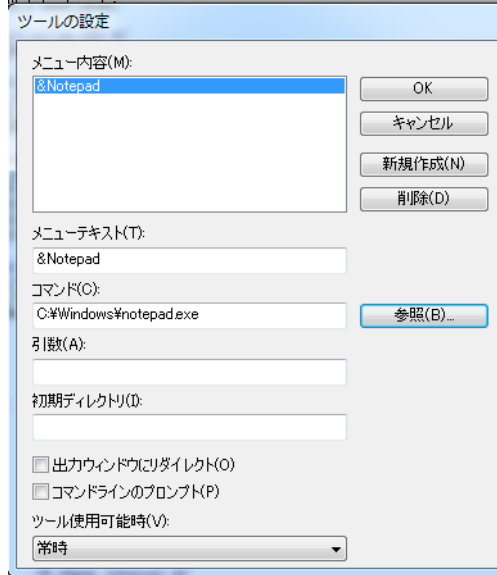 ツールの設定
メニュー内容(M):
&Notepad
OK
キャンセル
新規作成(N)
削除(D)
メニューテキスト(T):
&Notepad
コマンド(C):
C:¥Windows¥notepad.exe
参照(B)...
引数(A):
初期ディレクトリ(I):
出力ウィンドウにリダイレクト(O)
コマンドラインのプロンプト(P)
ツール使用可能時(V):
常時